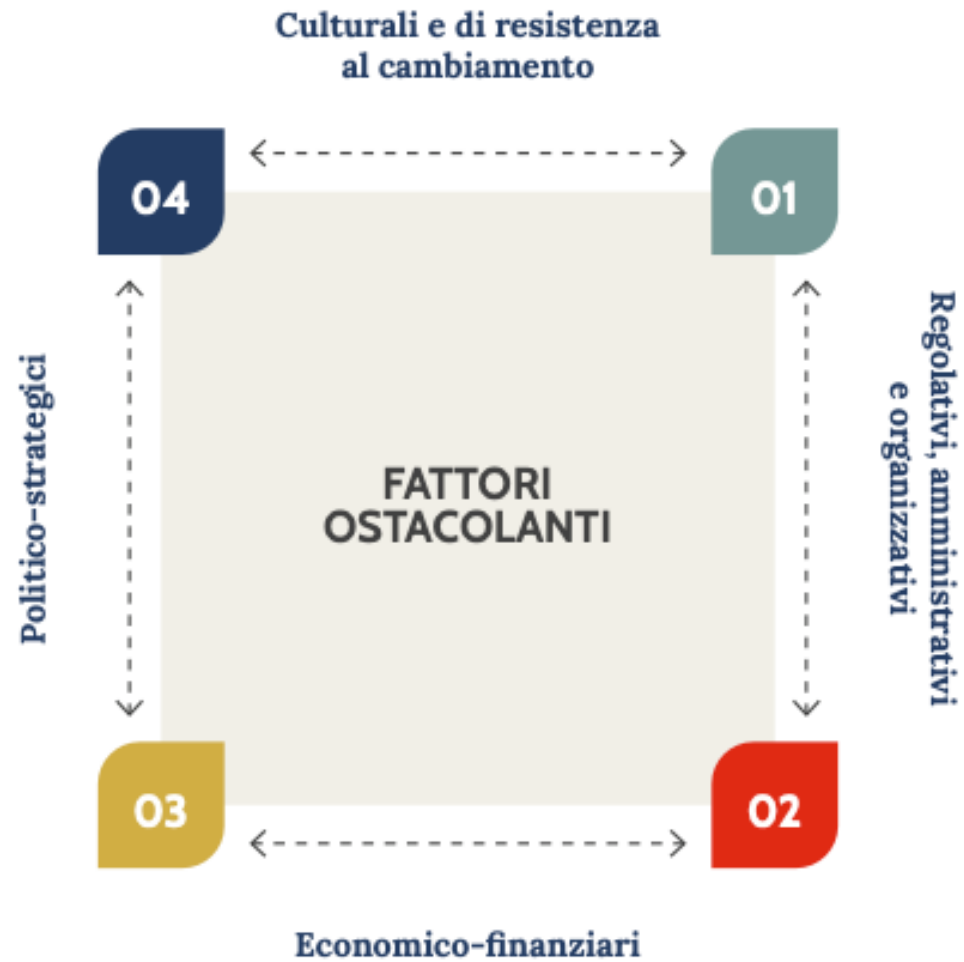 Culturali e di resistenza
al cambiamento
04
01
Regolativi, amministrativi
e organizzativi
Politico-strategici
FATTORI
OSTACOLANTI
03
02
Economico-finanziari